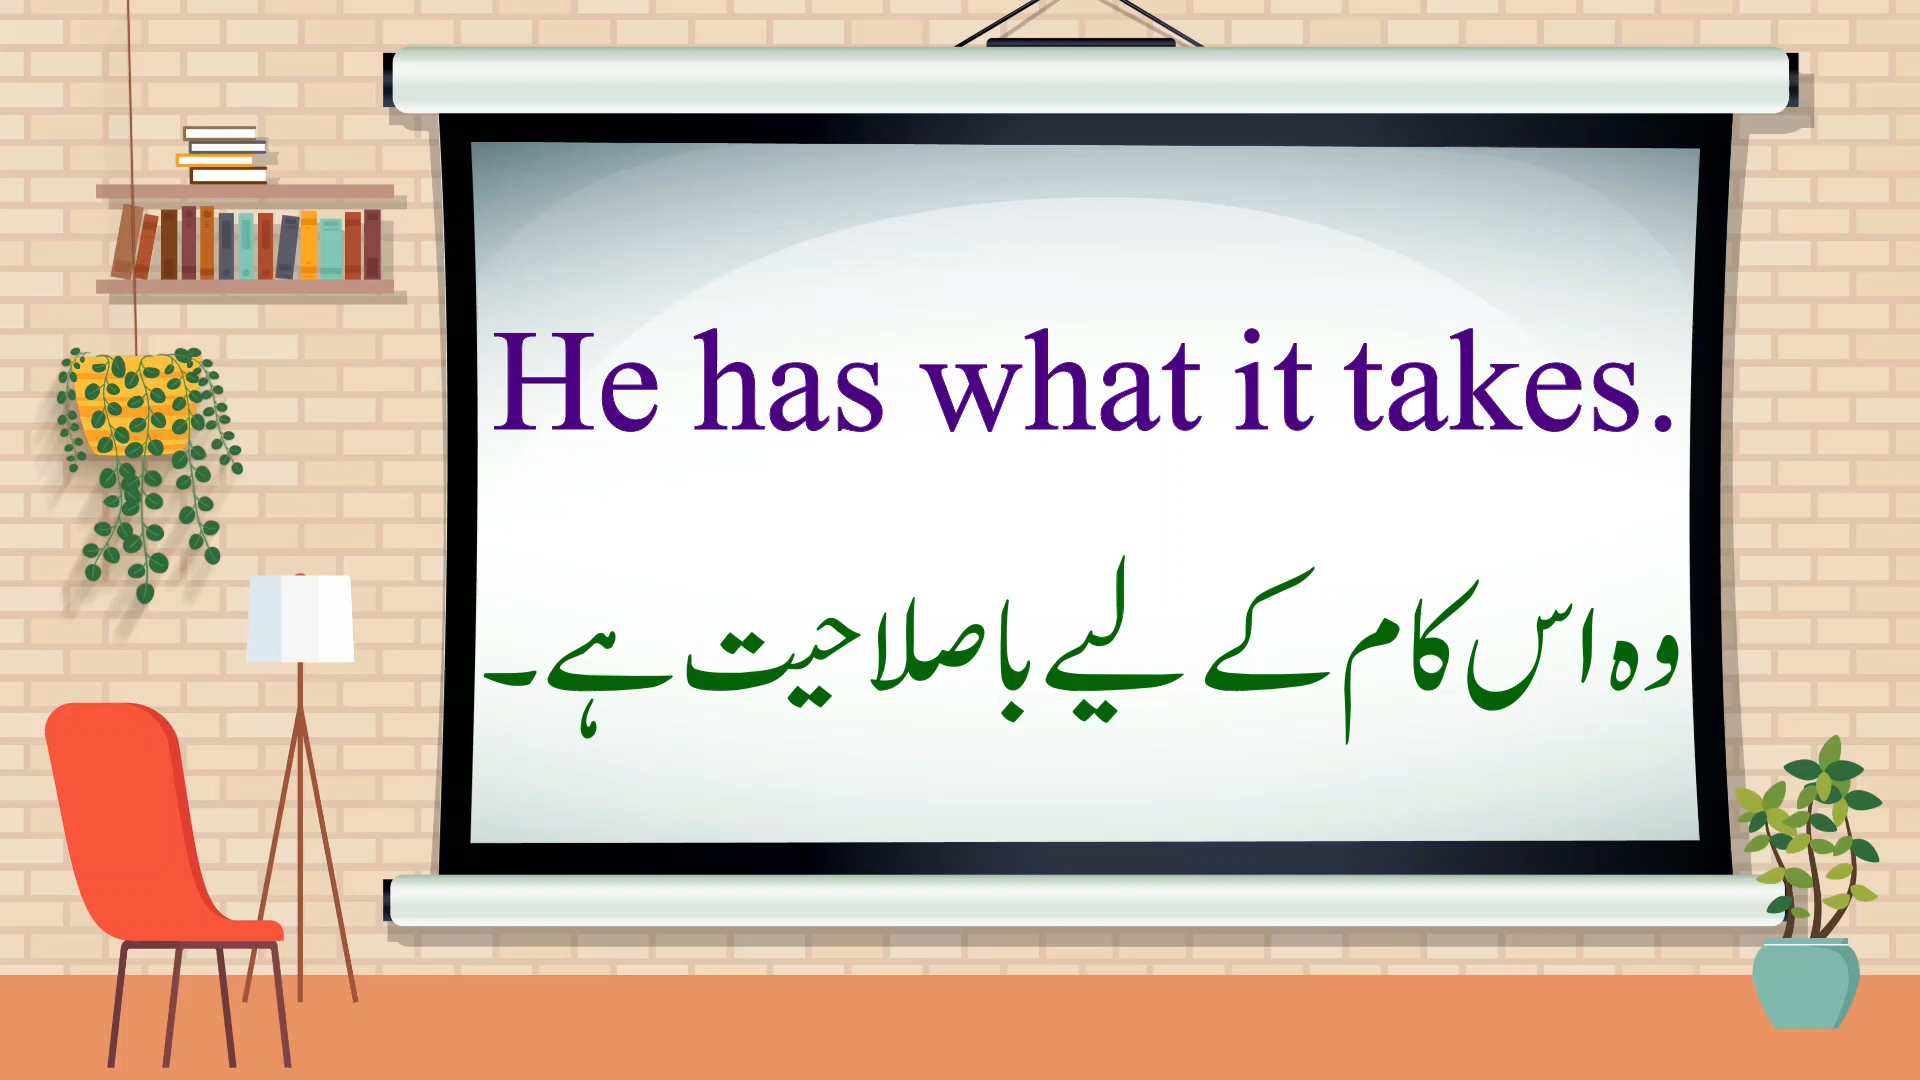 He has what it takes.
وہ اس کام کے لیے باصلاحیت ہے۔